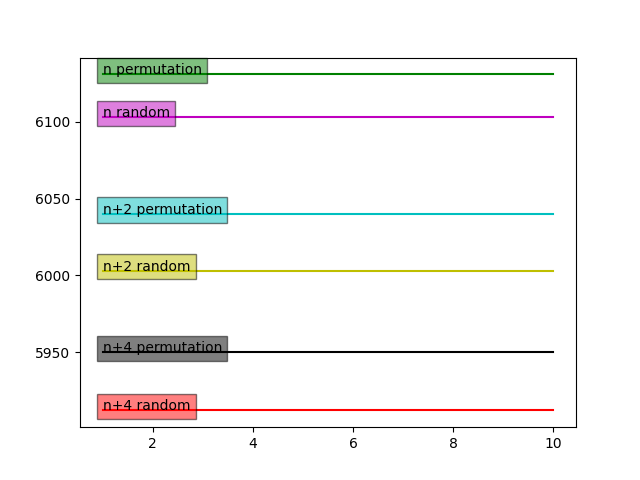 n permutation
n random
6100
6050
n+2 permutation
n+2 random
6000
n+4 permutation
5950
n+4 random
2 4 6 8 10